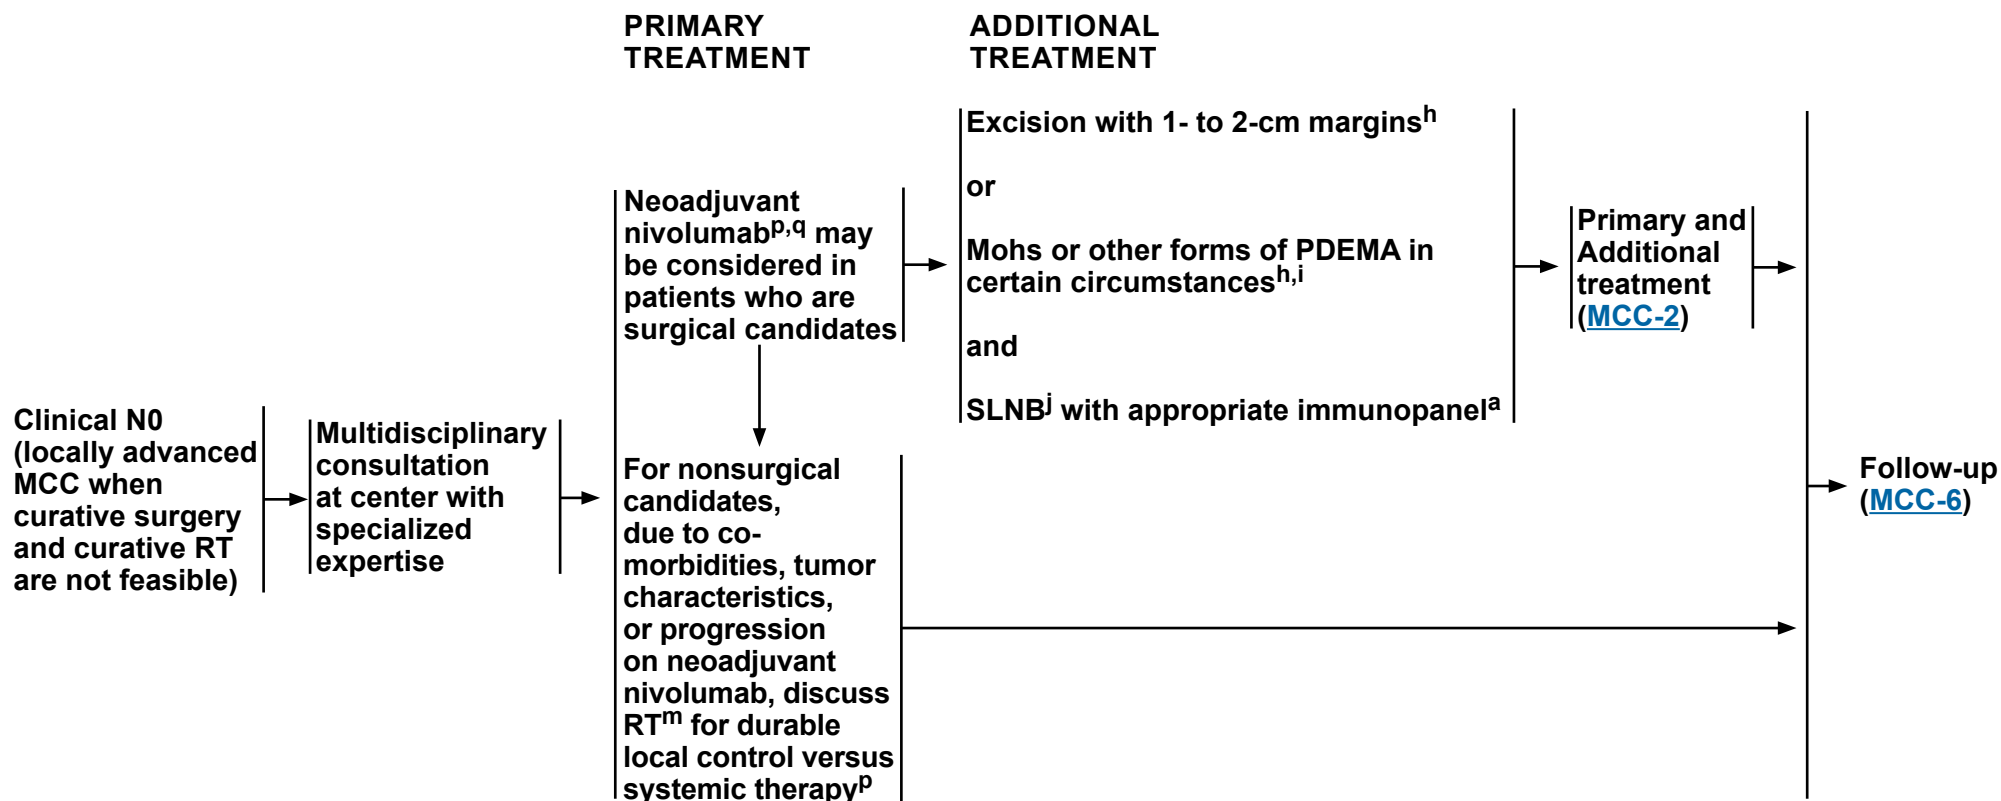 PRIMARY
TREATMENT
ADDITIONAL
TREATMENT
Clinical N0
(locally advanced
MCC when
curative surgery
and curative RT
are not feasible)
Multidisciplinary
consultation
at center with
specialized
expertise
Neoadjuvant
nivolumabp,q may
be considered in
patients who are
surgical candidates
For nonsurgical
candidates,
due to co-
morbidities, tumor
characteristics,
or progression
on neoadjuvant
nivolumab, discuss
RTm for durable
local control versus
systemic therapyp
Excision with 1- to 2-cm marginsh
or
Mohs or other forms of PDEMA in
certain circumstancesh,i
and
SLNBj with appropriate immunopanela
Primary and
Additional
treatment
(MCC-2)
Follow-up
(MCC-6)